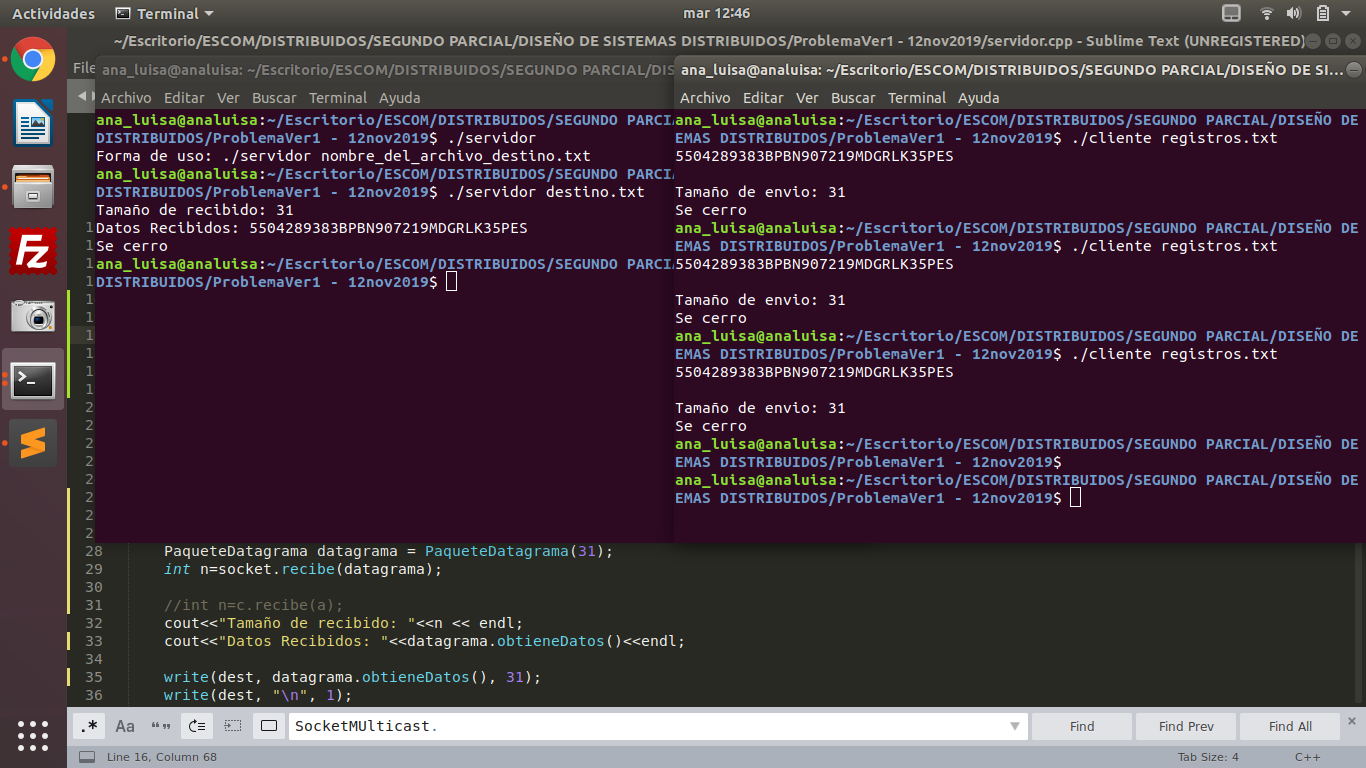 Actividades
Terminal
mar 12:46
~/Escritorio/ESCOM/DISTRIBUIDOS/SEGUNDO PARCIAL/DISEÑO DE SISTEMAS DISTRIBUIDOS/ProblemaVer1 - 12nov2019/servidor.cpp - Sublime Text (UNREGISTERED)
File
ana_luisa@analuisa: ~/Escritorio/ESCOM/DISTRIBUIDOS/SEGUNDO PARCIAL/DIS
Archivo Editar Ver Buscar Terminal Ayuda
ana_luisa@analuisa:~/Escritorio/ESCOM/DISTRIBUIDOS/SEGUNDO PARCIA
DISTRIBUIDOS/ProblemaVer1 - 12nov2019$ ./servidor
Forma de uso: ./servidor nombre_del_archivo_destino.txt
ana_luisa@analuisa:~/Escritorio/ESCOM/DISTRIBUIDOS/SEGUNDO PARCIA
DISTRIBUIDOS/ProblemaVer1 - 12nov2019$ ./servidor destino.txt
Tamaño de recibido: 31
Datos Recibidos: 5504289383BPBN907219MDGRLK35PES
Se cerro
ana_luisa@analuisa:~/Escritorio/ESCOM/DISTRIBUIDOS/SEGUNDO PARCIA
DISTRIBUIDOS/ProblemaVer1 - 12nov2019$
ana_luisa@analuisa: ~/Escritorio/ESCOM/DISTRIBUIDOS/SEGUNDO PARCIAL/DISEÑO DE SI...
Archivo Editar Ver Buscar Terminal Ayuda
ana_luisa@analuisa:~/Escritorio/ESCOM/DISTRIBUIDOS/SEGUNDO PARCIAL/DISEÑO DE
EMAS DISTRIBUIDOS/ProblemaVer1 - 12nov2019$ ./cliente registros.txt
5504289383BPBN907219MDGRLK35PES
Tamaño de envio: 31
Se cerro
ana_luisa@analuisa:~/Escritorio/ESCOM/DISTRIBUIDOS/SEGUNDO PARCIAL/DISEÑO DE
EMAS DISTRIBUIDOS/ProblemaVer1 - 12nov2019$ ./cliente registros.txt
5504289383BPBN907219MDGRLK35PES
Tamaño de envio: 31
Se cerro
ana_luisa@analuisa:~/Escritorio/ESCOM/DISTRIBUIDOS/SEGUNDO PARCIAL/DISEÑO DE
EMAS DISTRIBUIDOS/ProblemaVer1 - 12nov2019$ ./cliente registros.txt
5504289383BPBN907219MDGRLK35PES
Tamaño de envio: 31
Se cerro
ana_luisa@analuisa:~/Escritorio/ESCOM/DISTRIBUIDOS/SEGUNDO PARCIAL/DISEÑO DE
EMAS DISTRIBUIDOS/ProblemaVer1 - 12nov2019$
ana_luisa@analuisa:~/Escritorio/ESCOM/DISTRIBUIDOS/SEGUNDO PARCIAL/DISEÑO DE
EMAS DISTRIBUIDOS/ProblemaVer1 - 12nov2019$
28 PaqueteDatagrama datagrama = PaqueteDatagrama(31);
29 int n=socket.recibe(datagrama);
30
31 //int n=c.recibe(a);
32 cout<<"Tamaño de recibido: "<<n << endl;
33 cout<<"Datos Recibidos: "<<datagrama.obtieneDatos()<<endl;
34
35 write(dest, datagrama.obtieneDatos(), 31);
36 write(dest, "\n", 1);
.* Aa “ ”
SocketMUlticast.
Find
Find Prev
Find All
Line 16, Column 68
Tab Size: 4
C++